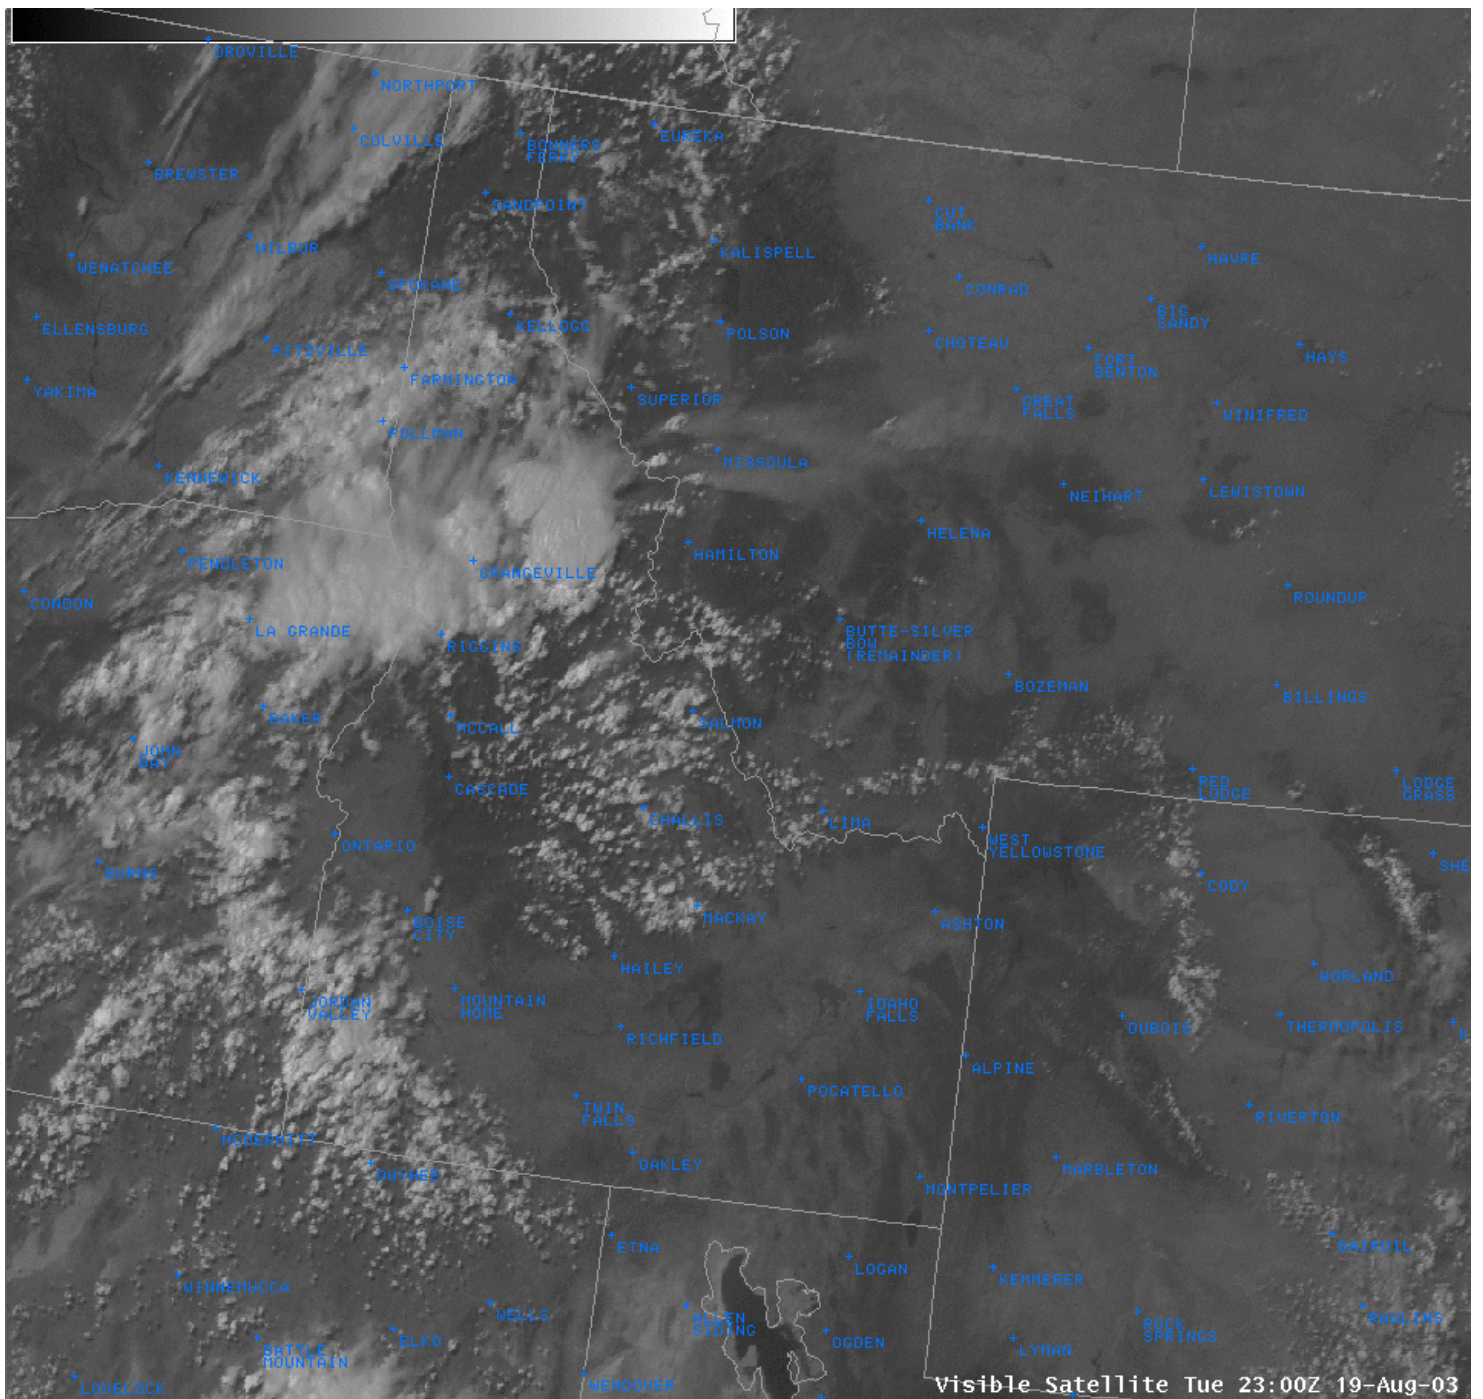 OROVILLE
NORTHPORT
COLVILLE
BONNERS
FERRY
EUREKA
BREWSTER
SANDPOINT
CUT
BANK
WILBUR
KALISPELL
HAVRE
WENATCHEE
SPOKANE
CONRAD
ELLENSBURG
KELLOGG
BIG
SANDY
RITZVILLE
POLSON
CHOTEAU
FORT
BENTON
HAYS
YAKIMA
FARMINGTON
SUPERIOR
GREAT
FALLS
WINIFRED
PULLMAN
MISSOULA
KENNEWICK
NEIHART
LEWISTOWN
HELENA
PENDLETON
GRANGEVILLE
HAMILTON
CONDON
ROUNDUP
LA GRANDE
RIGGINS
BUTTE-SILVER
BOW
(REMAINDER)
BOZEMAN
BILLINGS
BAKER
MCCALL
SALMON
JOHN
DAY
CASCADE
RED
LODGE
LODGE
GRASS
CHALLIS
LIMA
ONTARIO
WEST
YELLOWSTONE
BURNS
SHE
CODY
BOISE
CITY
MACKAY
ASHTON
HAILEY
WORLAND
JORDAN
VALLEY
MOUNTAIN
HOME
IDAHO
FALLS
DUBOIS
THERMOPOLIS
RICHFIELD
ALPINE
POCATELLO
TWIN
FALLS
RIVERTON
MCDERMITT
OWYHEE
OAKLEY
MARBLETON
MONTPELIER
ETNA
BAIROIL
LOGAN
KEMMERER
WINNEMUCCA
WELLS
ALLEN
SIDING
OGDEN
ROCK
SPRINGS
RAWLINS
BATTLE
MOUNTAIN
ELKO
LYMAN
LOVELOCK
WENDOVER
Visible Satellite Tue 23:00Z 19-Aug-03